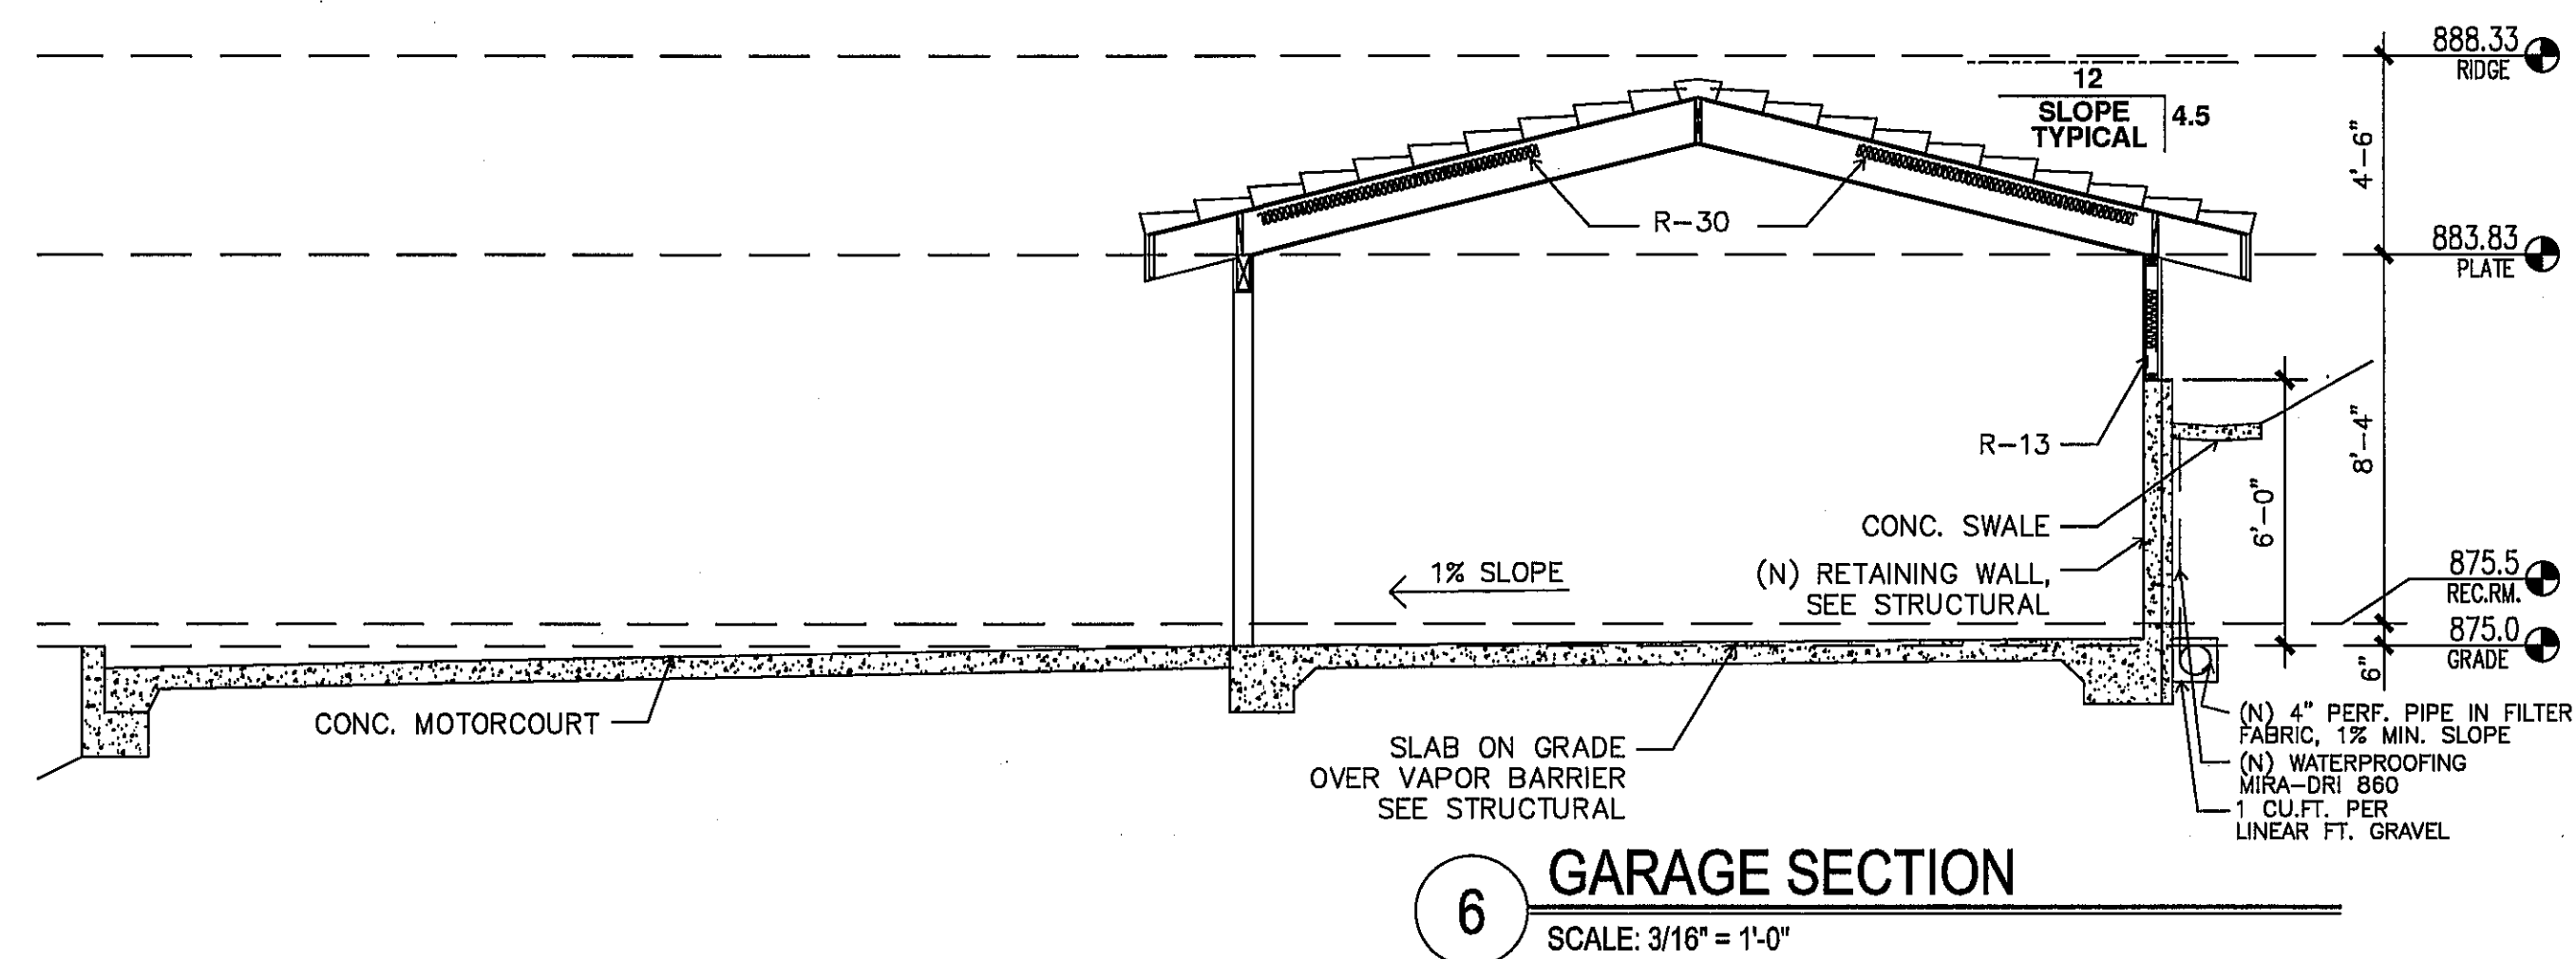 888.33
RIDGE
12
SLOPE
TYPICAL
4.5
4'-6"
R-30
883.83
PLATE
R-13
8'-4"
CONC. SWALE
6'-0"
(N) RETAINING WALL,
SEE STRUCTURAL
1% SLOPE
875.5
REC.RM.
875.0
GRADE
6"
CONC. MOTORCOURT
SLAB ON GRADE
OVER VAPOR BARRIER
SEE STRUCTURAL
(N) 4" PERF. PIPE IN FILTER
FABRIC, 1% MIN. SLOPE
(N) WATERPROOFING
MIRA-DRI 860
1 CU.FT. PER
LINEAR FT. GRAVEL
6
GARAGE SECTION
SCALE: 3/16" = 1'-0"